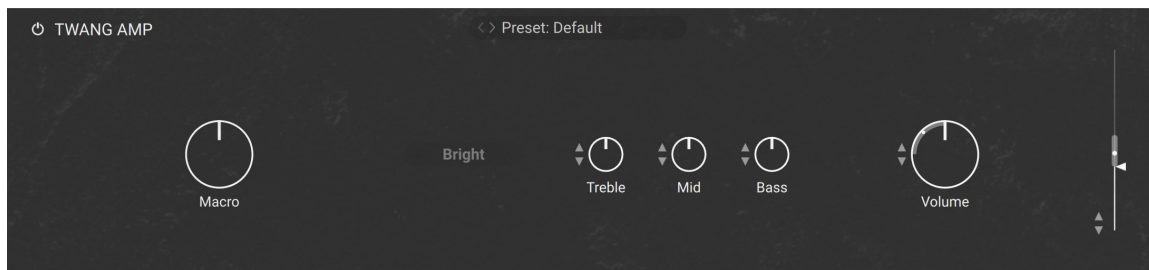 TWANG AMP
Preset: Default
Bright
Treble
Mid
Bass
Macro
Volume